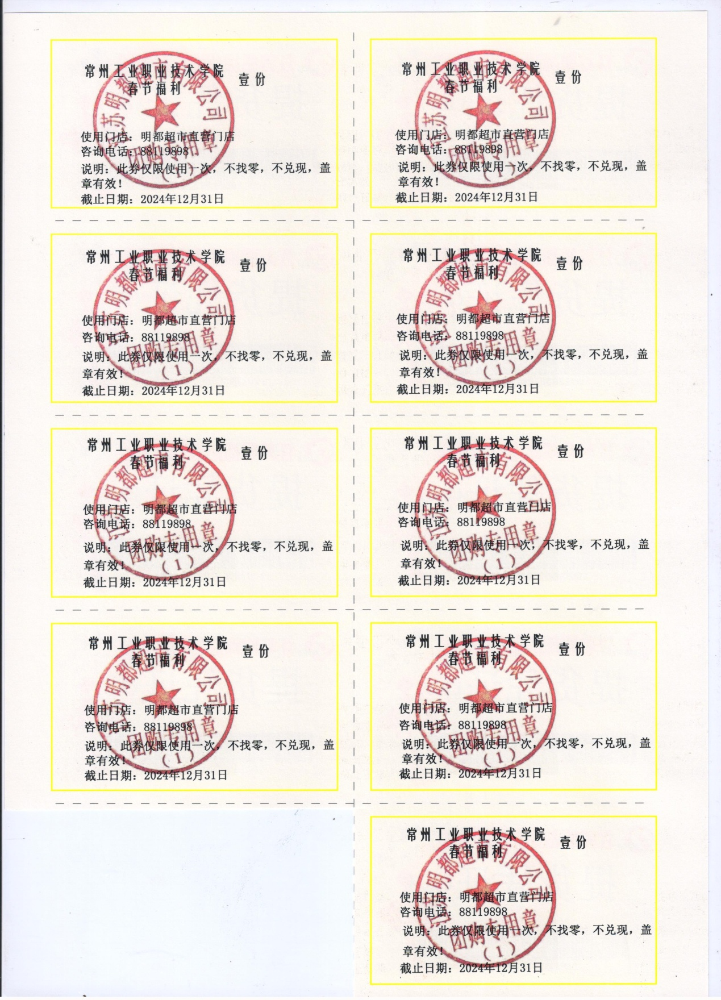 常州工业职业技术学院 壹份
春节福利
使用门店：明都超市直营门店
咨询电话：88119898
说明：此券仅限使用一次，不找零，不兑现，盖
章有效！
截止日期：2024年12月31日
江苏明都超市有限公司
团购专用章
（1）
常州工业职业技术学院 壹份
春节福利
使用门店：明都超市直营门店
咨询电话：88119898
说明：此券仅限使用一次，不找零，不兑现，盖
章有效！
截止日期：2024年12月31日
江苏明都超市有限公司
团购专用章
（1）
常州工业职业技术学院 壹份
春节福利
使用门店：明都超市直营门店
咨询电话：88119898
说明：此券仅限使用一次，不找零，不兑现，盖
章有效！
截止日期：2024年12月31日
江苏明都超市有限公司
团购专用章
（1）
常州工业职业技术学院 壹份
春节福利
使用门店：明都超市直营门店
咨询电话：88119898
说明：此券仅限使用一次，不找零，不兑现，盖
章有效！
截止日期：2024年12月31日
江苏明都超市有限公司
团购专用章
（1）
常州工业职业技术学院 壹份
春节福利
使用门店：明都超市直营门店
咨询电话：88119898
说明：此券仅限使用一次，不找零，不兑现，盖
章有效！
截止日期：2024年12月31日
江苏明都超市有限公司
团购专用章
（1）
常州工业职业技术学院 壹份
春节福利
使用门店：明都超市直营门店
咨询电话：88119898
说明：此券仅限使用一次，不找零，不兑现，盖
章有效！
截止日期：2024年12月31日
江苏明都超市有限公司
团购专用章
（1）
常州工业职业技术学院 壹份
春节福利
使用门店：明都超市直营门店
咨询电话：88119898
说明：此券仅限使用一次，不找零，不兑现，盖
章有效！
截止日期：2024年12月31日
江苏明都超市有限公司
团购专用章
（1）
常州工业职业技术学院 壹份
春节福利
使用门店：明都超市直营门店
咨询电话：88119898
说明：此券仅限使用一次，不找零，不兑现，盖
章有效！
截止日期：2024年12月31日
江苏明都超市有限公司
团购专用章
（1）
常州工业职业技术学院 壹份
春节福利
使用门店：明都超市直营门店
咨询电话：88119898
说明：此券仅限使用一次，不找零，不兑现，盖
章有效！
截止日期：2024年12月31日
江苏明都超市有限公司
团购专用章
（1）